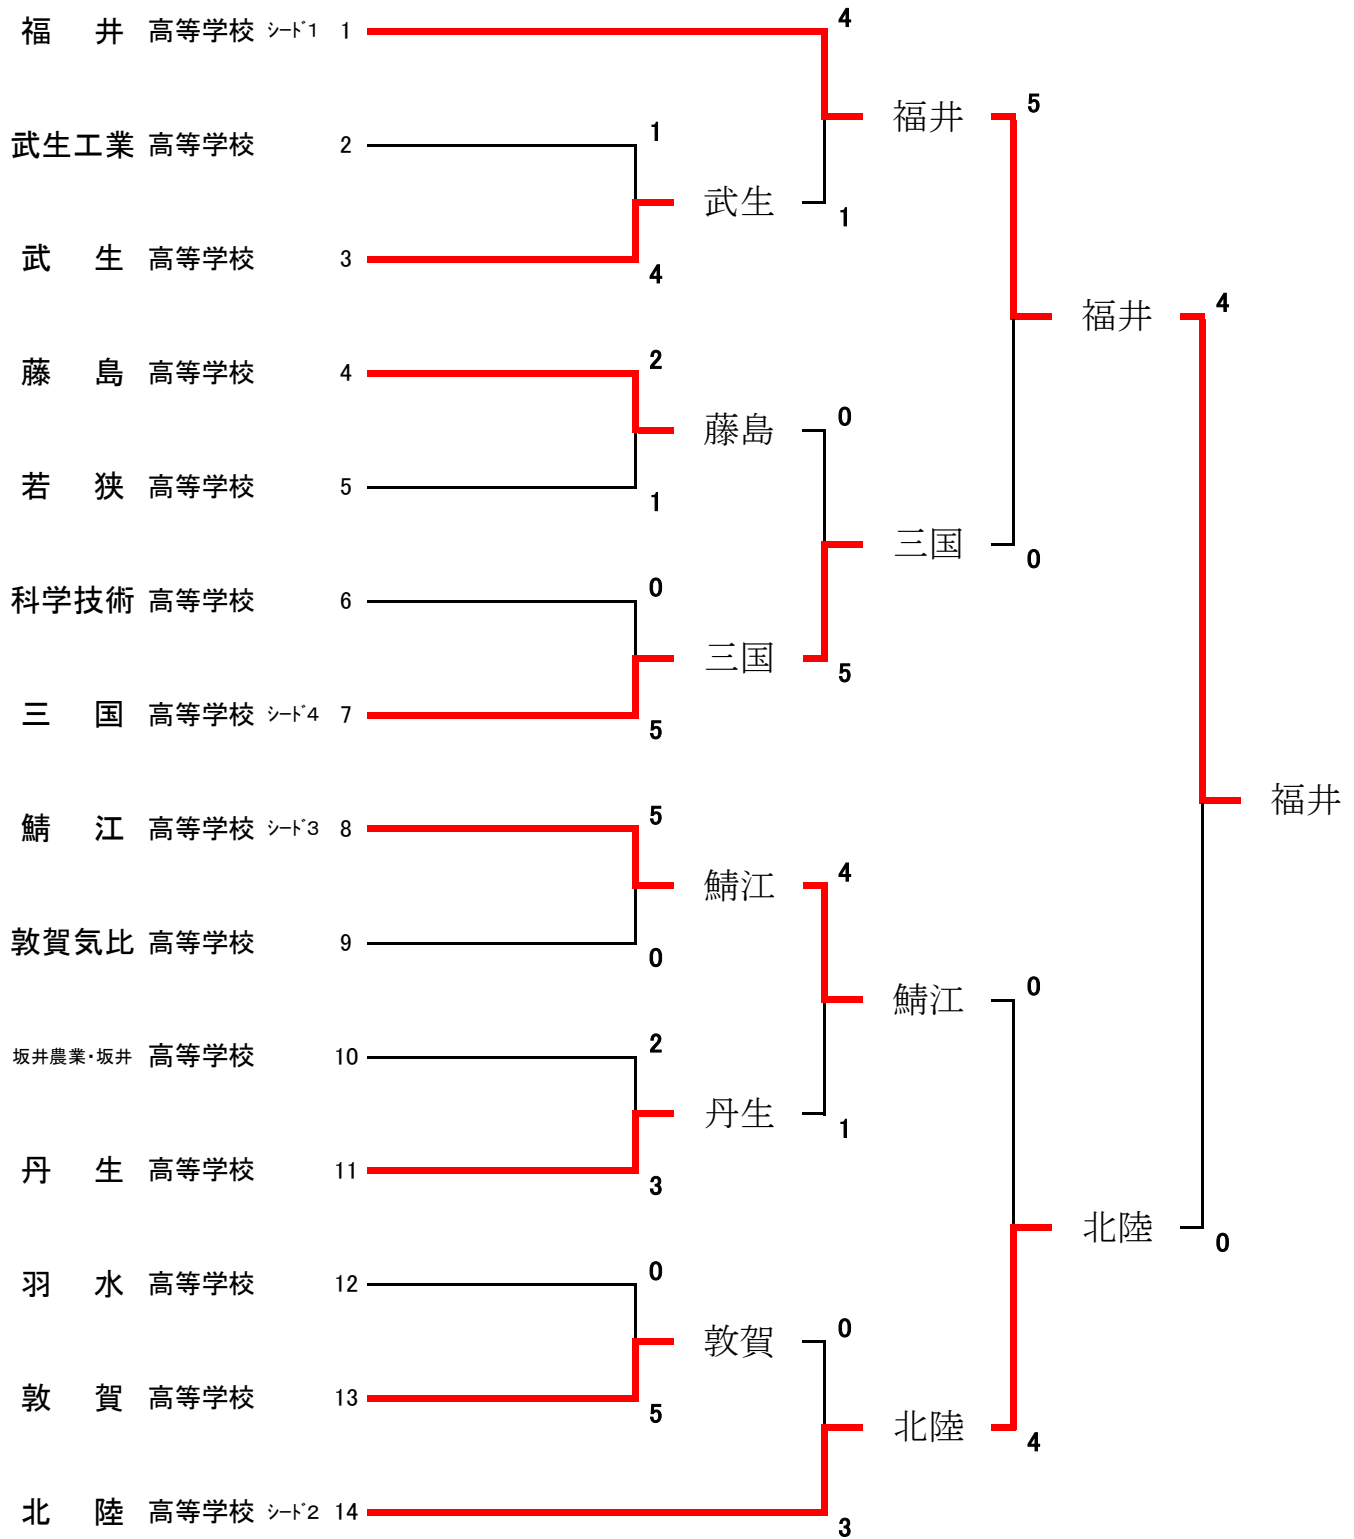 福 井 高等学校 ｼｰﾄﾞ1 1
4
福井
5
武生工業 高等学校 2
1
武生
1
武 生 高等学校 3
4
福井
4
藤 島 高等学校 4
2
藤島
0
若 狭 高等学校 5
1
三国
0
科学技術 高等学校 6
0
三国
5
三 国 高等学校 ｼｰﾄﾞ4 7
5
福井
鯖 江 高等学校 ｼｰﾄﾞ3 8
5
鯖江
4
敦賀気比 高等学校 9
0
鯖江
0
坂井農業・坂井 高等学校 10
2
丹生
1
丹 生 高等学校 11
3
北陸
0
羽 水 高等学校 12
0
敦賀
0
敦 賀 高等学校 13
5
北陸
4
北 陸 高等学校 ｼｰﾄﾞ2 14
3